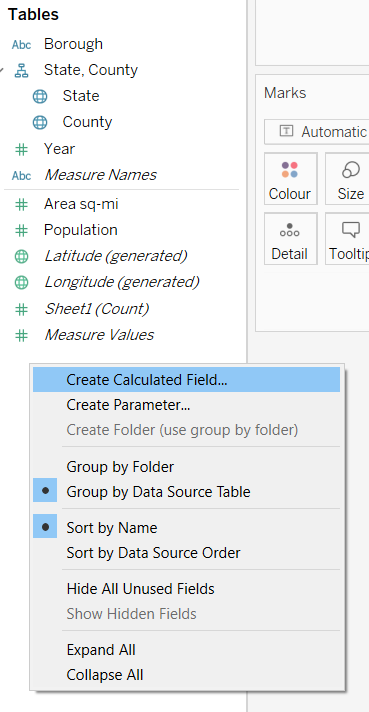 Tables
Abc Borough
State, County
State
County
# Year
Abc Measure Names
# Area sq-mi
# Population
Latitude (generated)
Longitude (generated)
# Sheet1 (Count)
# Measure Values
Marks
T Automatic
Colour
Size
Detail
Tooltip
Create Calculated Field...
Create Parameter...
Create Folder (use group by folder)
Group by Folder
Group by Data Source Table
Sort by Name
Sort by Data Source Order
Hide All Unused Fields
Show Hidden Fields
Expand All
Collapse All